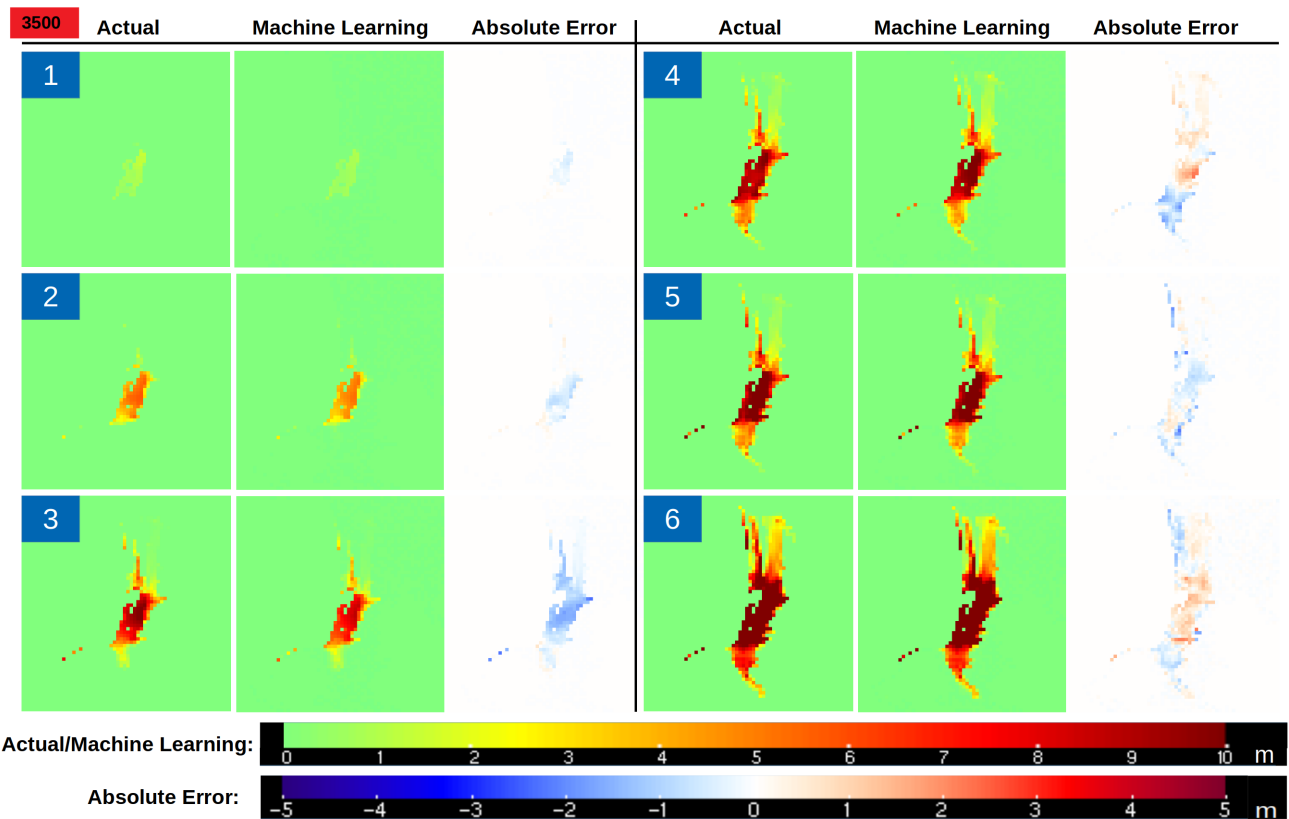 3500
Actual Machine Learning Absolute Error Actual Machine Learning Absolute Error
1 4
2 5
3 6
Actual/Machine Learning: 0 1 2 3 4 5 6 7 8 9 10 m
Absolute Error: -5 -4 -3 -2 -1 0 1 2 3 4 5 m